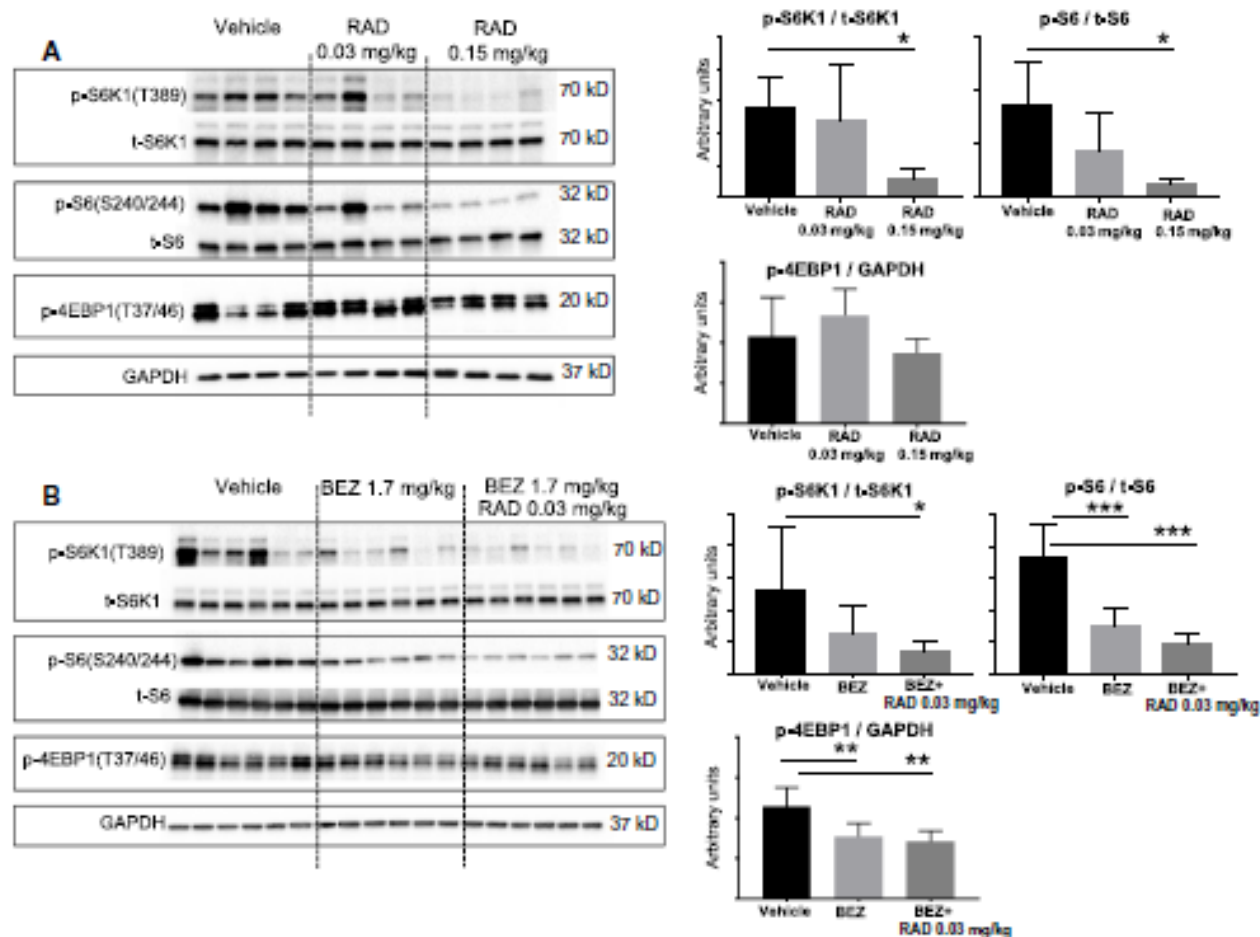 A
Vehicle
RAD
0.03 mg/kg
RAD
0.15 mg/kg
p-S6K1(T389)
70 kD
t-S6K1
70 kD
p-S6(S240/244)
32 kD
t-S6
32 kD
p-4EBP1(T37/46)
20 kD
GAPDH
37 kD
p-S6K1 / t-S6K1
*
Arbitrary units
Vehicle
RAD
0.03 mg/kg
RAD
0.15 mg/kg
p-S6 / t-S6
*
Vehicle
RAD
0.03 mg/kg
RAD
0.15 mg/kg
p-4EBP1 / GAPDH
Arbitrary units
Vehicle
RAD
0.03 mg/kg
RAD
0.15 mg/kg
B
Vehicle
BEZ 1.7 mg/kg
BEZ 1.7 mg/kg
RAD 0.03 mg/kg
p-S6K1(T389)
70 kD
t-S6K1
70 kD
p-S6(S240/244)
32 kD
t-S6
32 kD
p-4EBP1(T37/46)
20 kD
GAPDH
37 kD
p-S6K1 / t-S6K1
*
Arbitrary units
Vehicle
BEZ
BEZ+
RAD 0.03 mg/kg
p-S6 / t-S6
***
***
Vehicle
BEZ
BEZ+
RAD 0.03 mg/kg
p-4EBP1 / GAPDH
**
**
Arbitrary units
Vehicle
BEZ
BEZ+
RAD 0.03 mg/kg